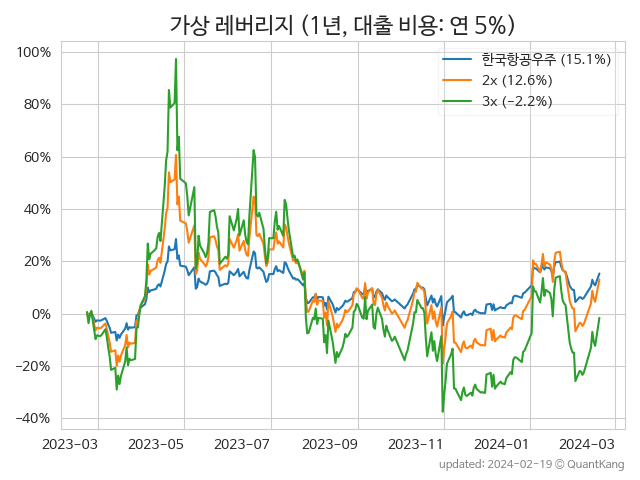 가상 레버리지 (1년, 대출 비용: 연 5%)
한국항공우주 (15.1%)
2x (12.6%)
3x (−2.2%)
100%
80%
60%
40%
20%
0%
−20%
−40%
2023-03 2023-05 2023-07 2023-09 2023-11 2024-01 2024-03
updated: 2024-02-19 © QuantKang